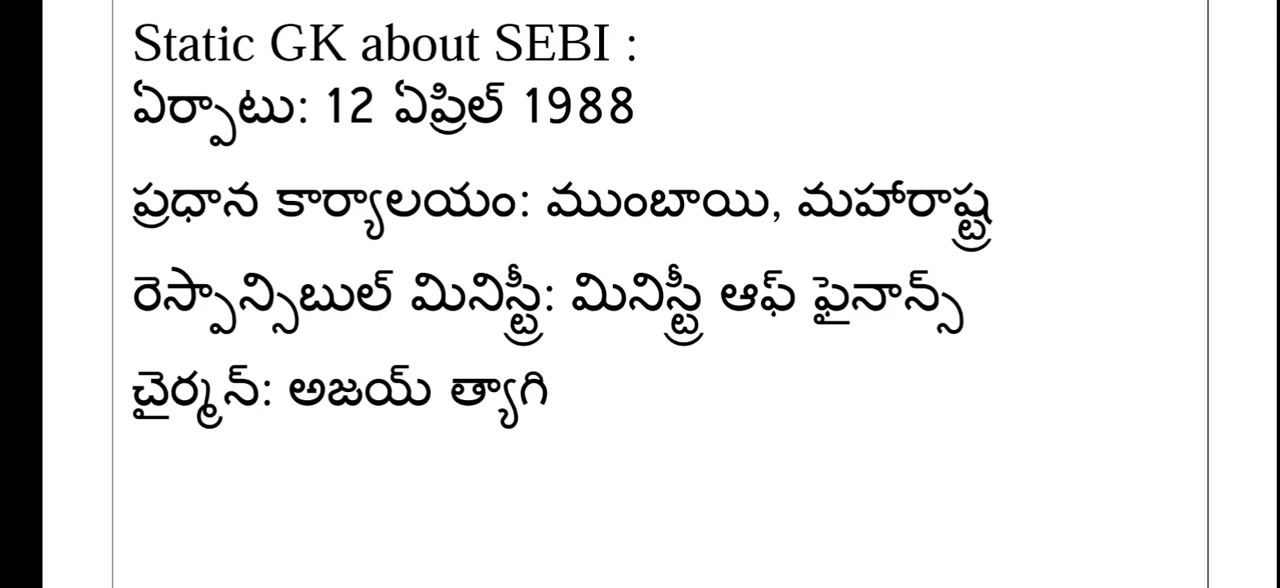 Static GK about SEBI :
ఏర్పాటు: 12 ఏప్రిల్ 1988
ప్రధాన కార్యాలయం: ముంబాయి, మహారాష్ట్ర
రెస్పాన్సిబుల్ మినిస్ట్రీ: మినిస్ట్రీ ఆఫ్ ఫైనాన్స్
చైర్మన్: అజయ్ త్యాగి